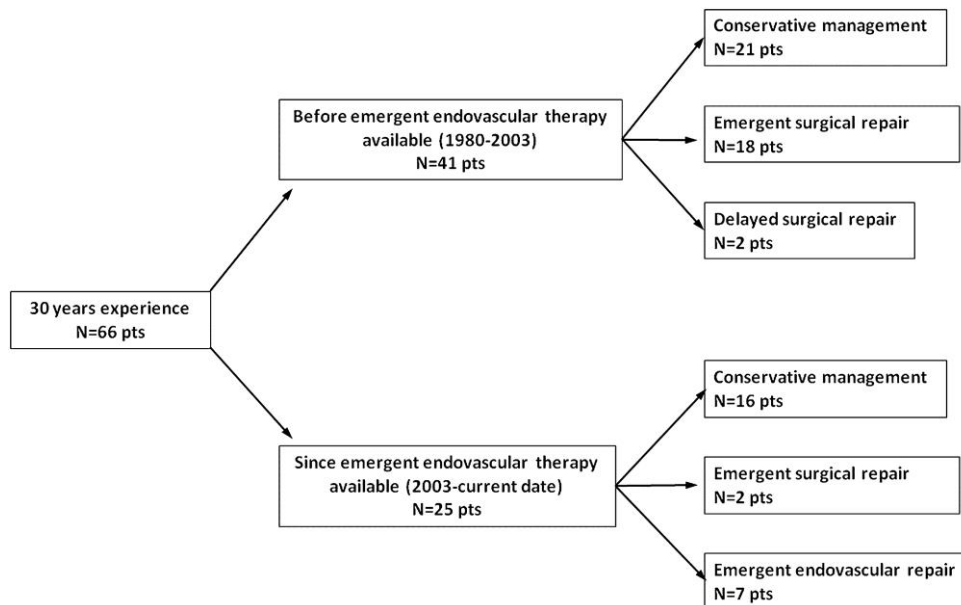 30 years experience
N=66 pts
Before emergent endovascular therapy
available (1980-2003)
N=41 pts
Conservative management
N=21 pts
Emergent surgical repair
N=18 pts
Delayed surgical repair
N=2 pts
Since emergent endovascular therapy
available (2003-current date)
N=25 pts
Conservative management
N=16 pts
Emergent surgical repair
N=2 pts
Emergent endovascular repair
N=7 pts